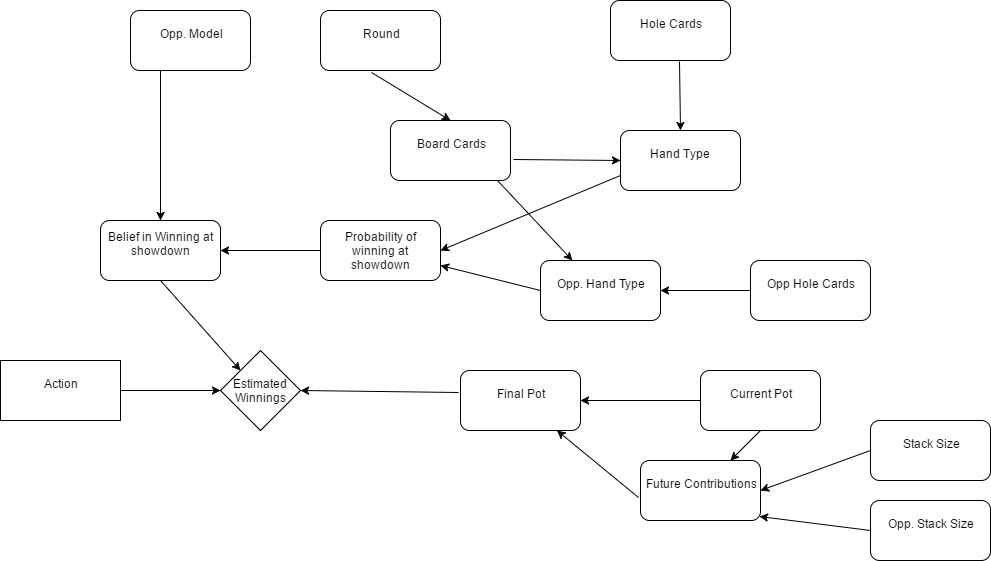 Opp. Model
Round
Hole Cards
Board Cards
Hand Type
Belief in Winning at
showdown
Probability of
winning at
showdown
Opp. Hand Type
Opp Hole Cards
Action
Estimated
Winnings
Final Pot
Current Pot
Stack Size
Future Contributions
Opp. Stack Size